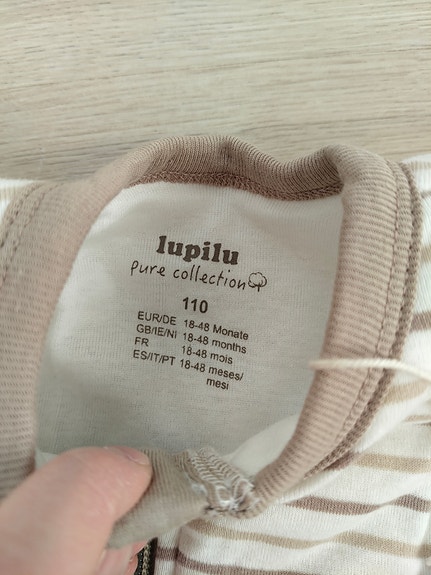 lupilu
pure collection
110
EUR/DE 18-48 Monate
GB/IE/NI 18-48 months
FR 18-48 mois
ES/IT/PT 18-48 meses/
mesi